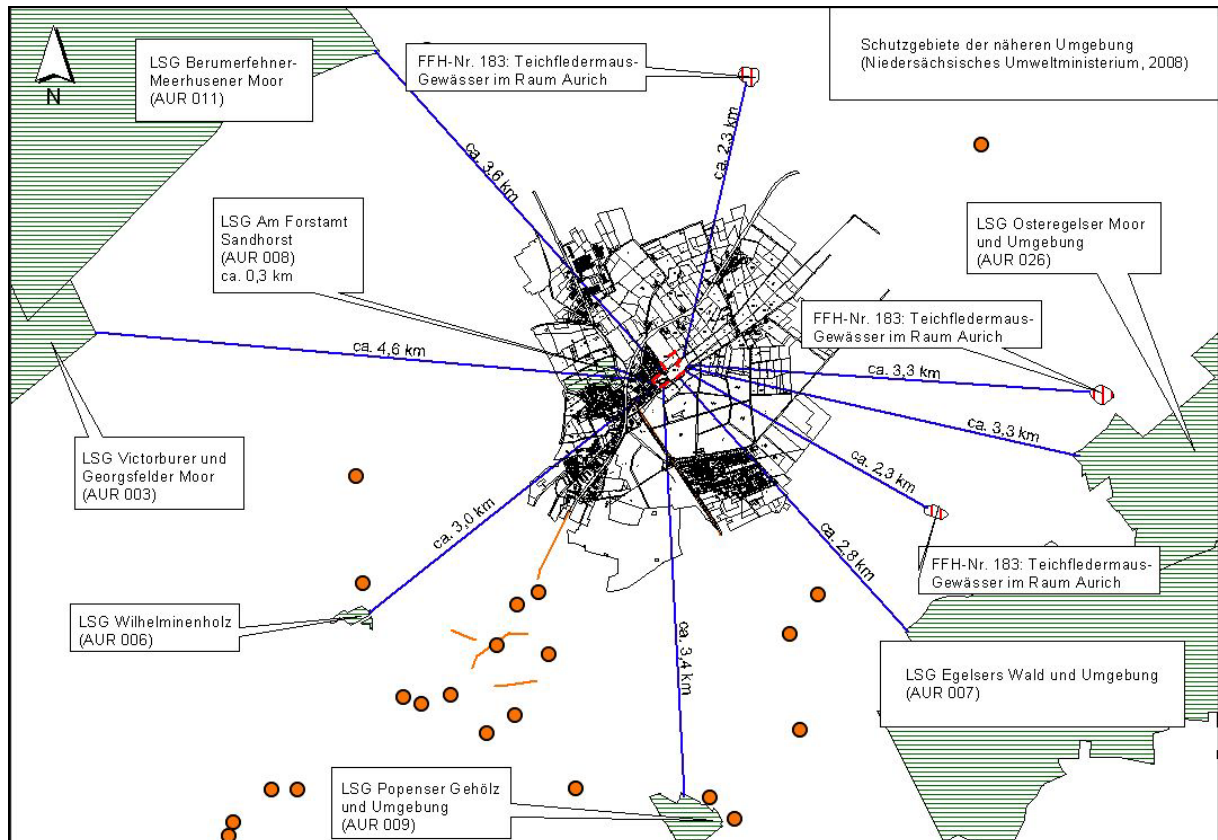 Schutzgebiete der näheren Umgebung
(Niedersächsisches Umweltministerium, 2008)
N
LSG Berumerfehner-
Meerhusener Moor
(AUR 011)
FFH-Nr. 183: Teichfledermaus-
Gewässer im Raum Aurich
ca. 3,6 km
ca. 2,3 km
LSG Am Forstamt
Sandhorst
(AUR 008)
ca. 0,3 km
LSG Osteregelser Moor
und Umgebung
(AUR 026)
FFH-Nr. 183: Teichfledermaus-
Gewässer im Raum Aurich
ca. 4,6 km
ca. 3,3 km
ca. 3,3 km
LSG Victorburer und
Georgsfelder Moor
(AUR 003)
ca. 2,3 km
ca. 3,0 km
ca. 2,8 km
FFH-Nr. 183: Teichfledermaus-
Gewässer im Raum Aurich
LSG Wilhelminenholz
(AUR 006)
ca. 3,4 km
LSG Egelsers Wald und Umgebung
(AUR 007)
LSG Popenser Gehölz
und Umgebung
(AUR 009)